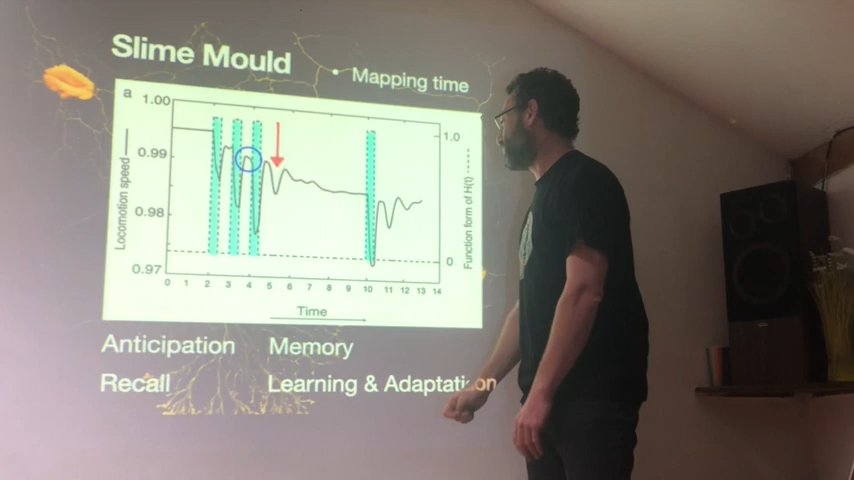 Slime Mould
• Mapping time
a
1.00
0.99
0.98
0.97
Locomotion speed
1.0
0
Function form of H(t)
0 1 2 3 4 5 6 7 8 9 10 11 12 13 14
Time
Anticipation Memory
Recall Learning & Adaptation